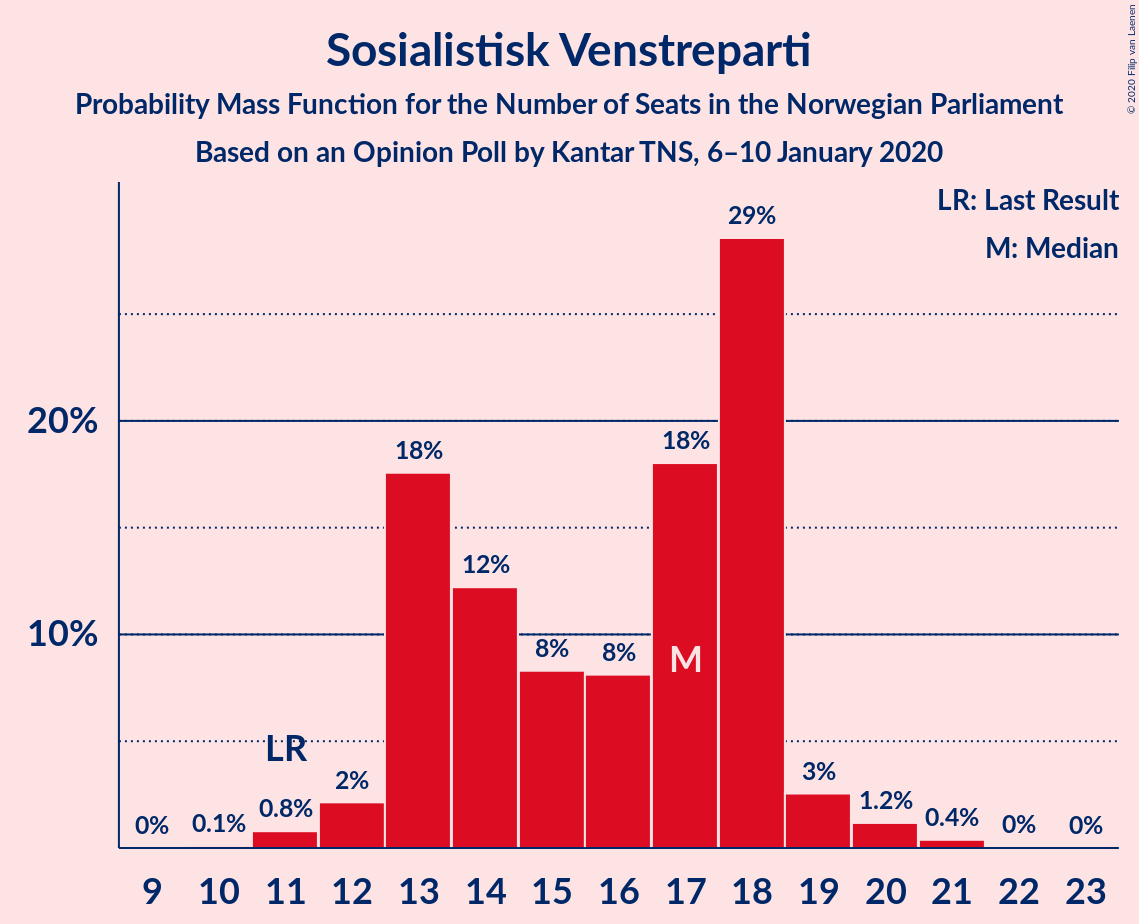 Sosialistisk Venstreparti
Probability Mass Function for the Number of Seats in the Norwegian Parliament
Based on an Opinion Poll by Kantar TNS, 6–10 January 2020
© 2020 Filip van Laenen
LR: Last Result
M: Median
29%
20%
18%
18%
12%
10%
8%
8%
M
LR
3%
2%
1.2%
0.8%
0.4%
0.1%
0%
0%
0%
9 10 11 12 13 14 15 16 17 18 19 20 21 22 23